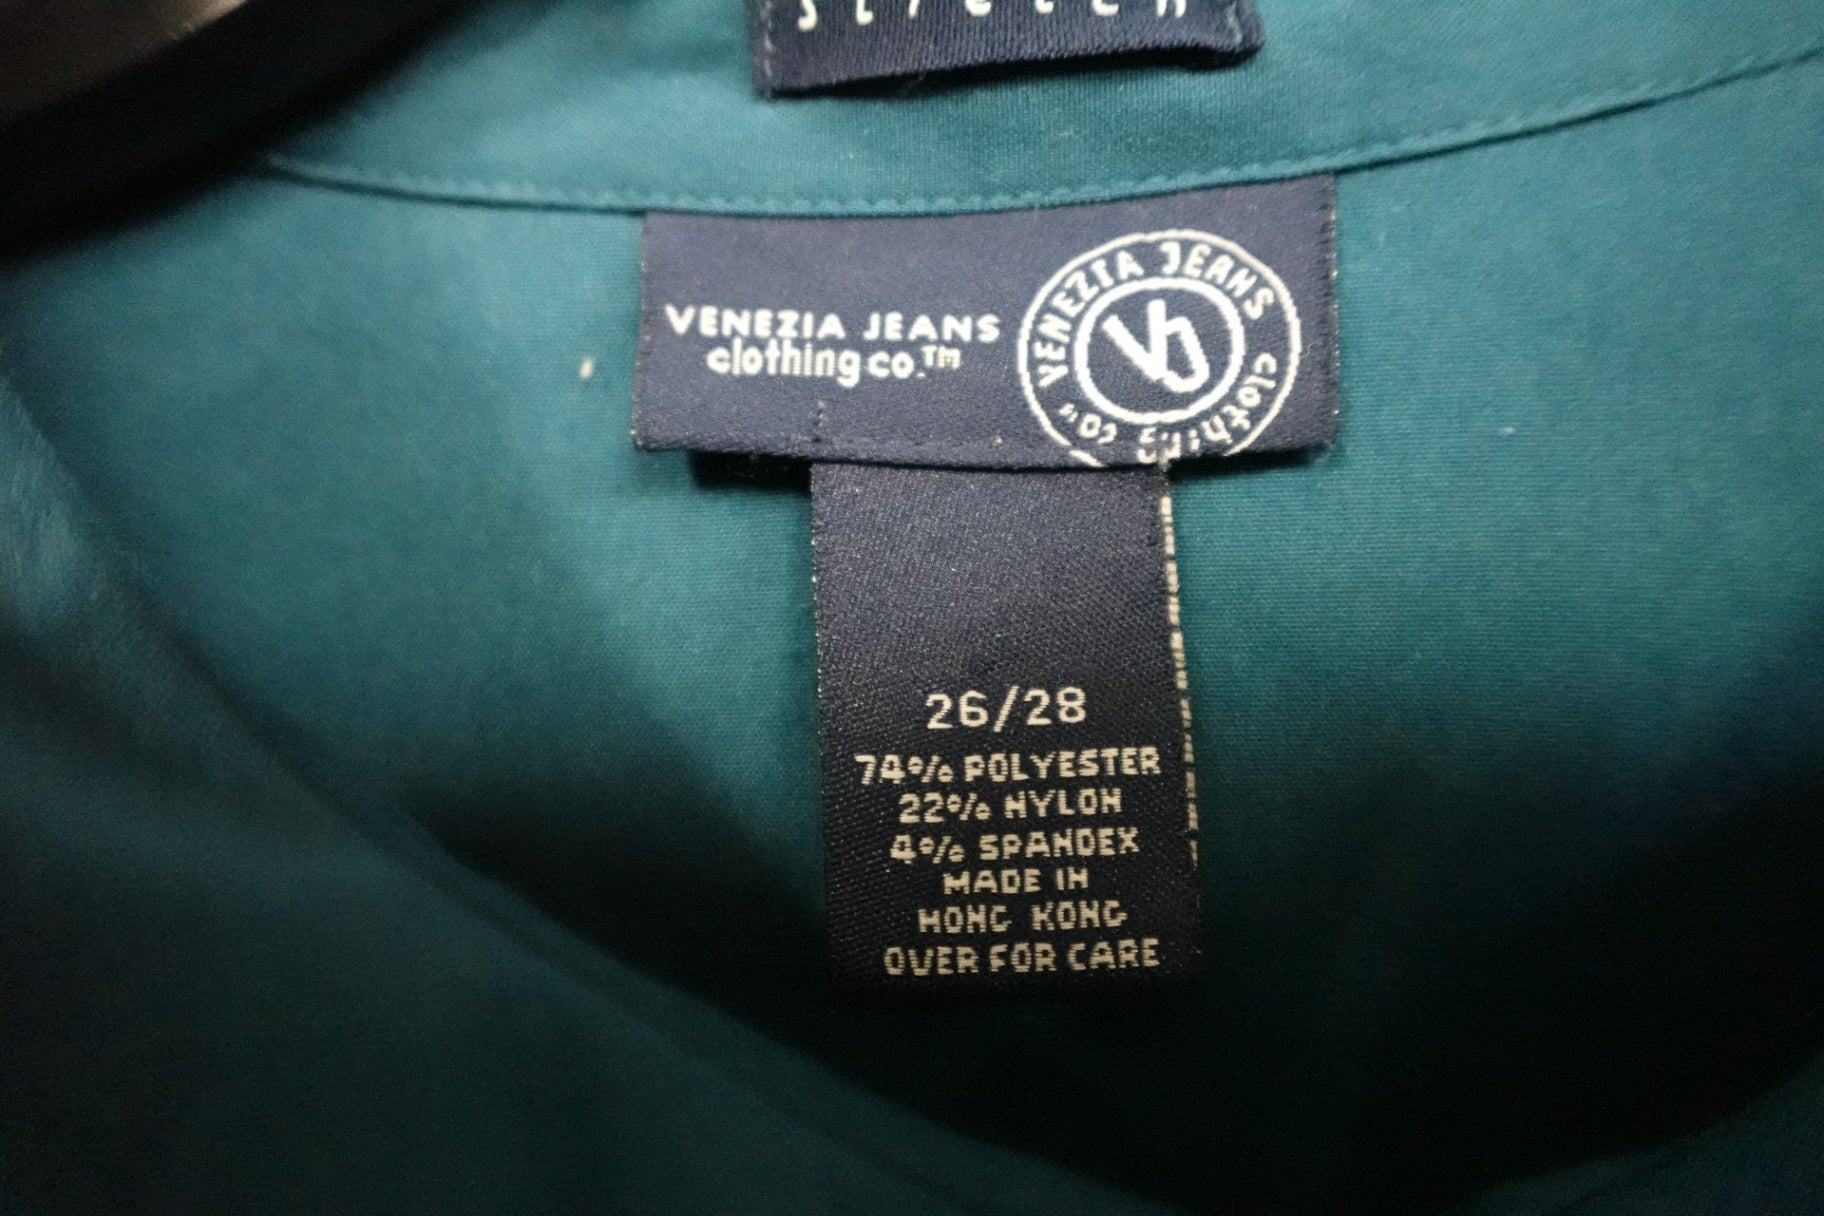 stretch
VENEZIA JEANS
clothing co.™
VENEZIA JEANS clothing co.
VJ
26/28
74% POLYESTER
22% NYLON
4% SPANDEX
MADE IN
HONG KONG
OVER FOR CARE